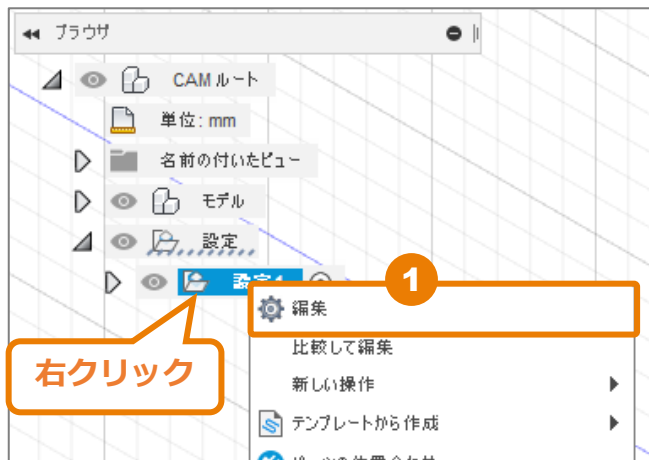 ブラウザ
CAM ルート
単位: mm
名前の付いたビュー
モデル
設定
設定1
1
編集
右クリック
比較して編集
新しい操作
テンプレートから作成